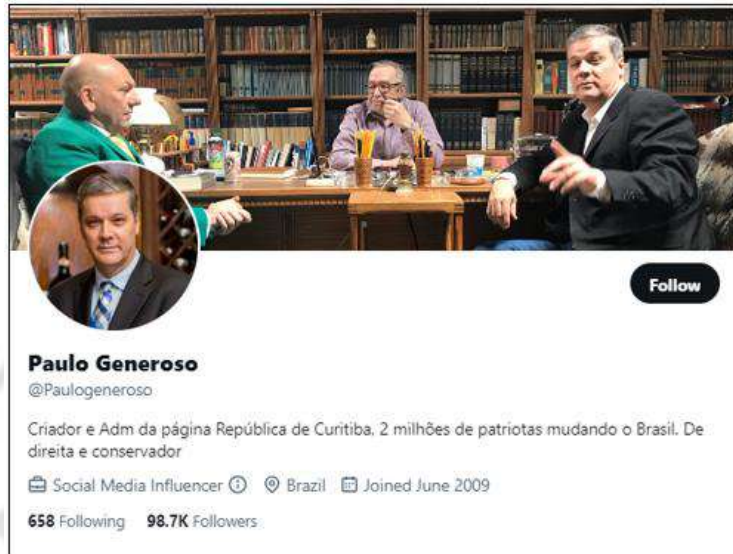 Follow
Paulo Generoso
@Paulogeneroso
Criador e Adm da página República de Curitiba. 2 milhões de patriotas mudando o Brasil. De
direita e conservador
Social Media Influencer Brazil Joined June 2009
658 Following 98.7K Followers